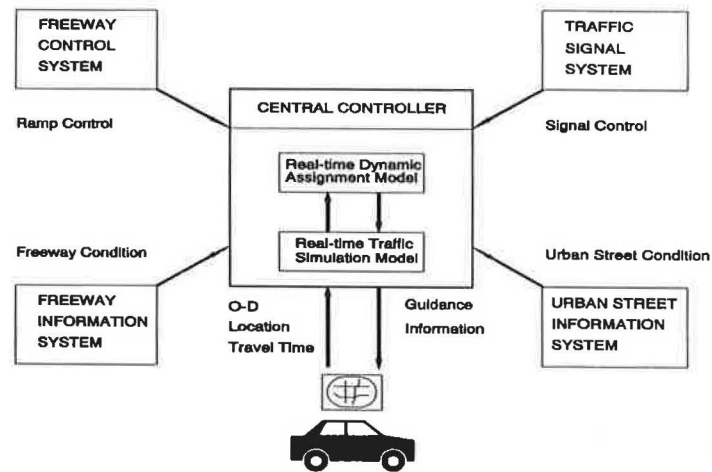 FREEWAY
CONTROL
SYSTEM
TRAFFIC
SIGNAL
SYSTEM
CENTRAL CONTROLLER
Ramp Control
Signal Control
Real-time Dynamic
Assignment Model
Real-time Traffic
Simulation Model
Freeway Condition
Urban Street Condition
FREEWAY
INFORMATION
SYSTEM
O-D
Location
Travel Time
Guidance
Information
URBAN STREET
INFORMATION
SYSTEM